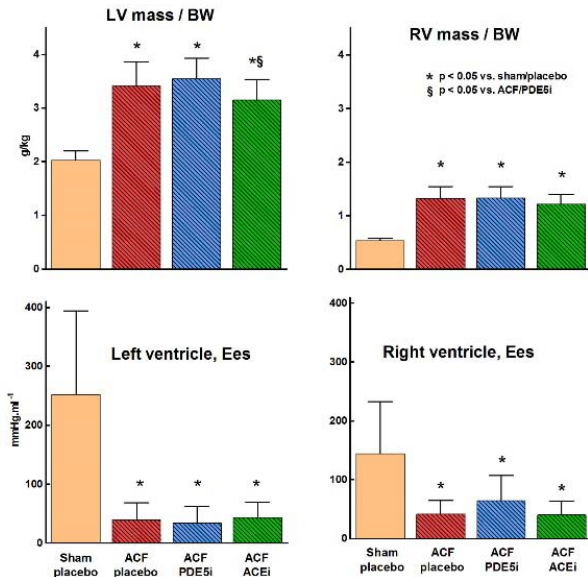 LV mass / BW
RV mass / BW
* p < 0.05 vs. sham/placebo
§ p < 0.05 vs. ACF/PDE5i
g/kg
4
3
2
1
0
* * *§
4
3
2
1
0
* * *
Left ventricle, Ees
Right ventricle, Ees
mmHg.ml⁻¹
400
300
200
100
0
* * *
400
300
200
100
0
* * *
Sham placebo
ACF placebo
ACF PDE5i
ACF ACEi
Sham placebo
ACF placebo
ACF PDE5i
ACF ACEi